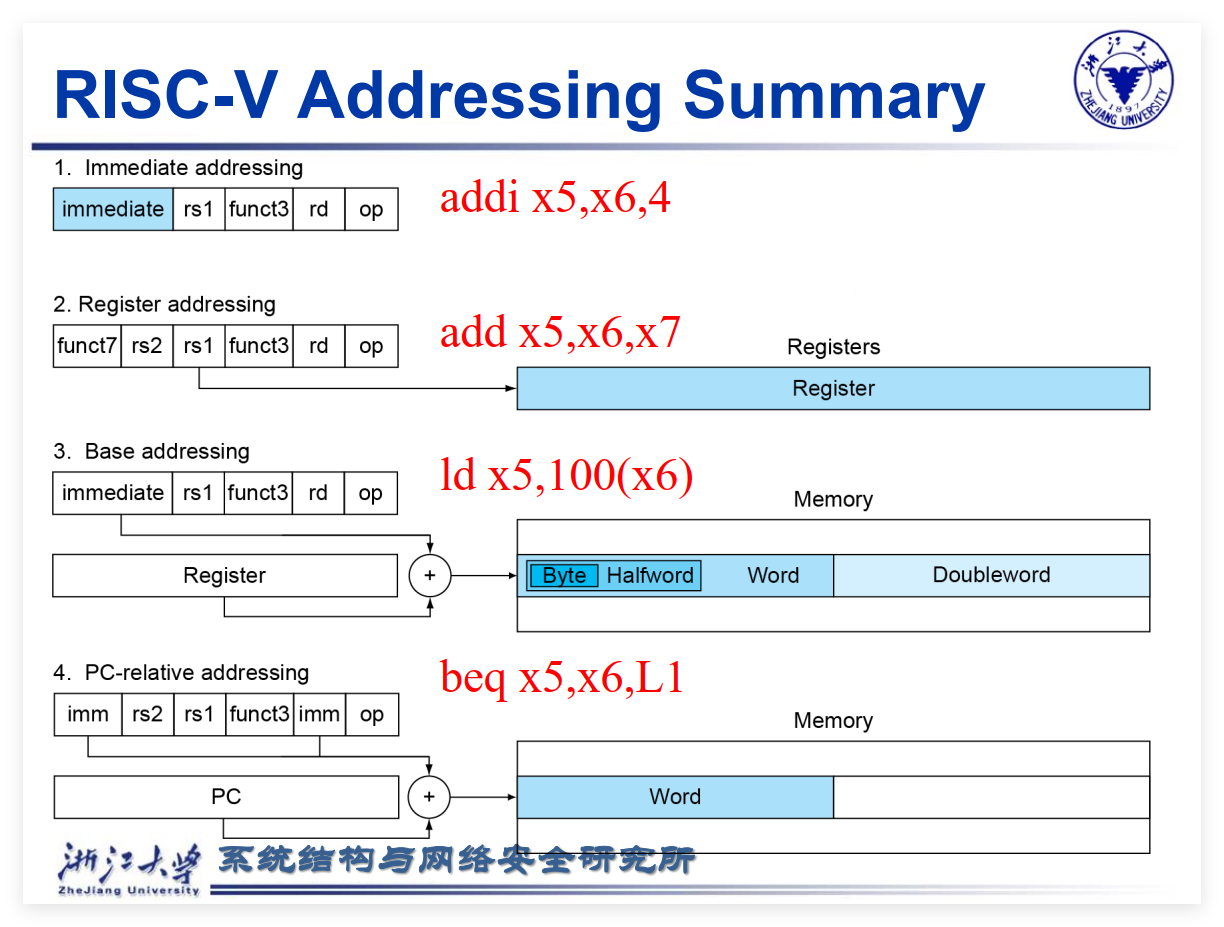 RISC-V Addressing Summary
浙江大学
1897
ZHEJIANG UNIVERSITY
1. Immediate addressing
immediate rs1 funct3 rd op
addi x5,x6,4
2. Register addressing
funct7 rs2 rs1 funct3 rd op
add x5,x6,x7
Registers
Register
3. Base addressing
immediate rs1 funct3 rd op
ld x5,100(x6)
Memory
Register
+
Byte Halfword Word Doubleword
4. PC-relative addressing
imm rs2 rs1 funct3 imm op
beq x5,x6,L1
Memory
PC
+
Word
浙江大学
ZheJiang University
系统结构与网络安全研究所